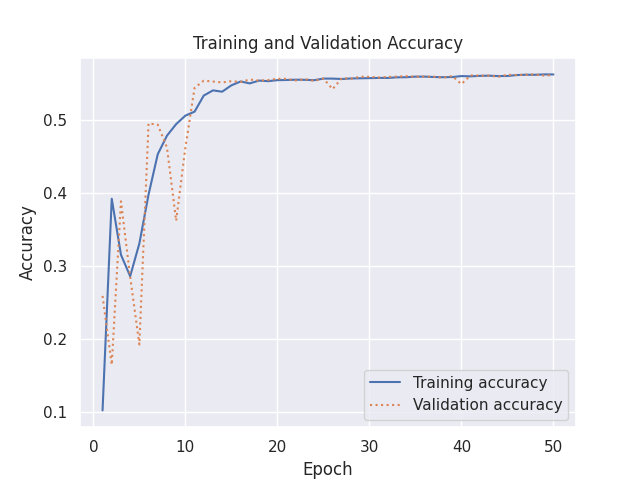 Training and Validation Accuracy
Accuracy
0.5
0.4
0.3
0.2
0.1
Training accuracy
Validation accuracy
0 10 20 30 40 50
Epoch